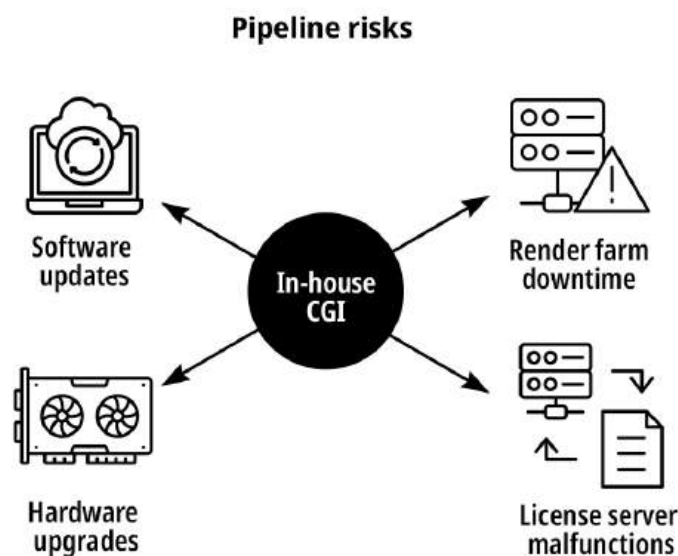 Pipeline risks
Software
updates
Render farm
downtime
In-house
CGI
Hardware
upgrades
License server
malfunctions